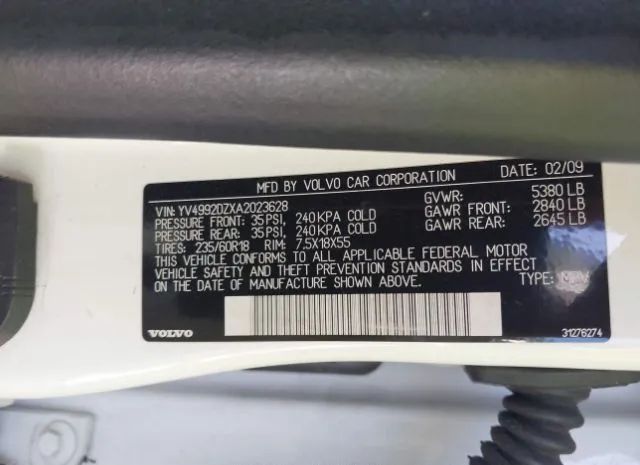 MFD BY VOLVO CAR CORPORATION DATE: 02/09
VIN: YV4992DZXA2023628 GVWR: 5380 LB
PRESSURE FRONT: 35 PSI, 240 KPA COLD GAWR FRONT: 2840 LB
PRESSURE REAR: 35 PSI, 240 KPA COLD GAWR REAR: 2645 LB
TIRES: 235/60R18 RIM: 7.5X18X55
THIS VEHICLE CONFORMS TO ALL APPLICABLE FEDERAL MOTOR
VEHICLE SAFETY AND THEFT PREVENTION STANDARDS IN EFFECT
ON THE DATE OF MANUFACTURE SHOWN ABOVE. TYPE:
VOLVO 31276274